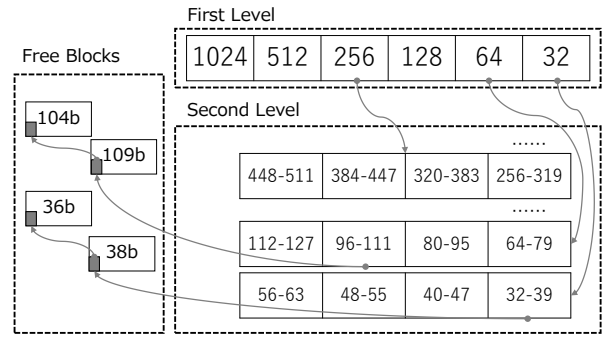 First Level
1024 512 256 128 64 32
Free Blocks
104b
109b
36b
38b
Second Level
......
448-511 384-447 320-383 256-319
......
112-127 96-111 80-95 64-79
56-63 48-55 40-47 32-39